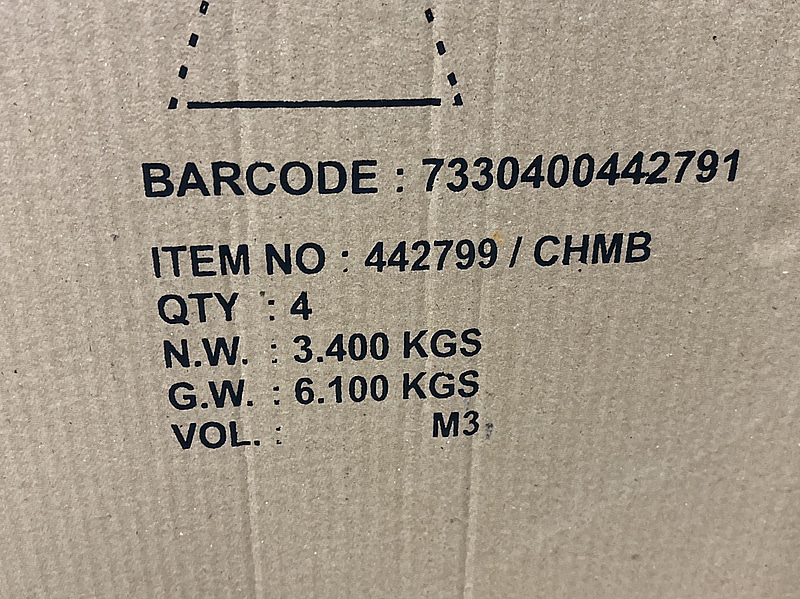 BARCODE : 7330400442791
ITEM NO : 442799 / CHMB
QTY : 4
N.W. : 3.400 KGS
G.W. : 6.100 KGS
VOL. : M3